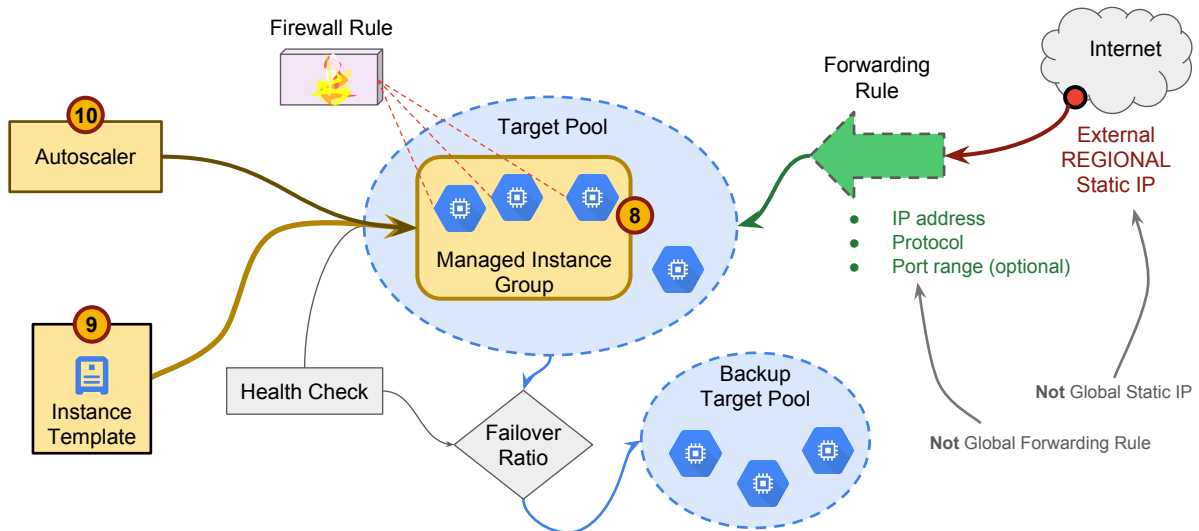 Firewall Rule
Internet
Forwarding
Rule
10
Target Pool
External
REGIONAL
Static IP
Autoscaler
8
● IP address
● Protocol
● Port range (optional)
Managed Instance
Group
9
Instance
Template
Health Check
Backup
Target Pool
Not Global Static IP
Failover
Ratio
Not Global Forwarding Rule